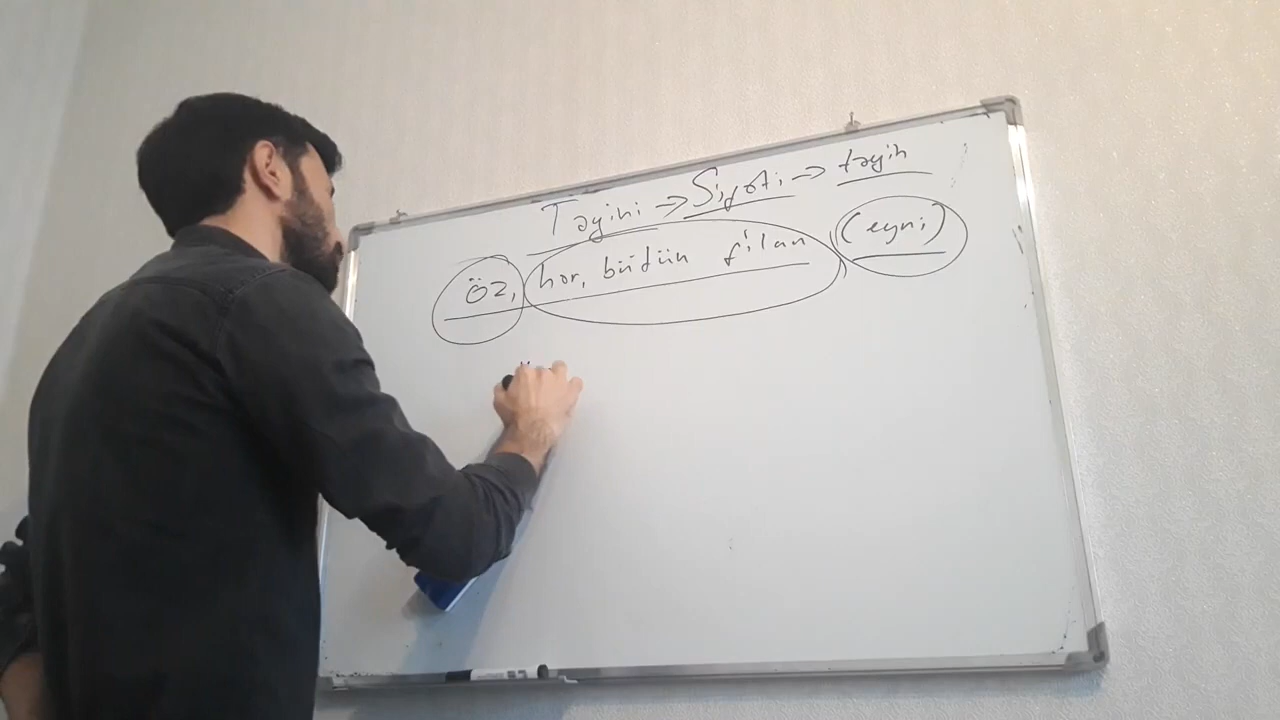 Təyini → Sifəti → təyin
Öz, hər, bütün filan (eyni)